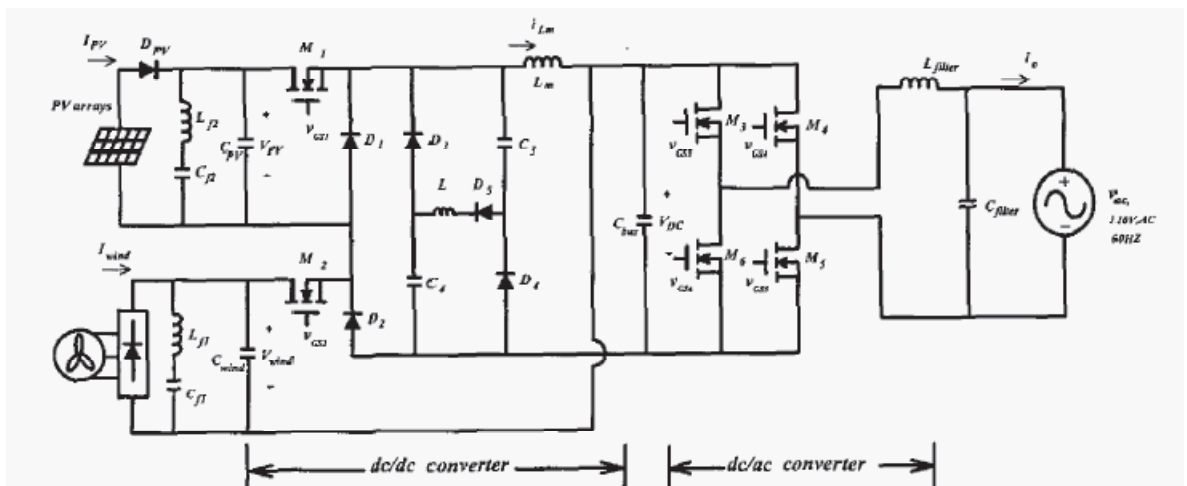 I_PV
D_PV
M_1
i_Lm
L_m
L_filter
I_o
PV arrays
L_f2
C_f2
C_PV
V_PV
+
-
v_GS1
D_1
D_3
C_3
L
D_5
C_4
D_4
C_bus
V_DC
+
-
M_3
v_GS3
M_4
v_GS4
M_6
v_GS6
M_5
v_GS5
C_filter
+
-
v_ac,
110V,AC
60HZ
I_wind
M_2
D_2
v_GS2
L_f1
C_f1
C_wind
V_wind
+
-
dc/dc converter
dc/ac converter